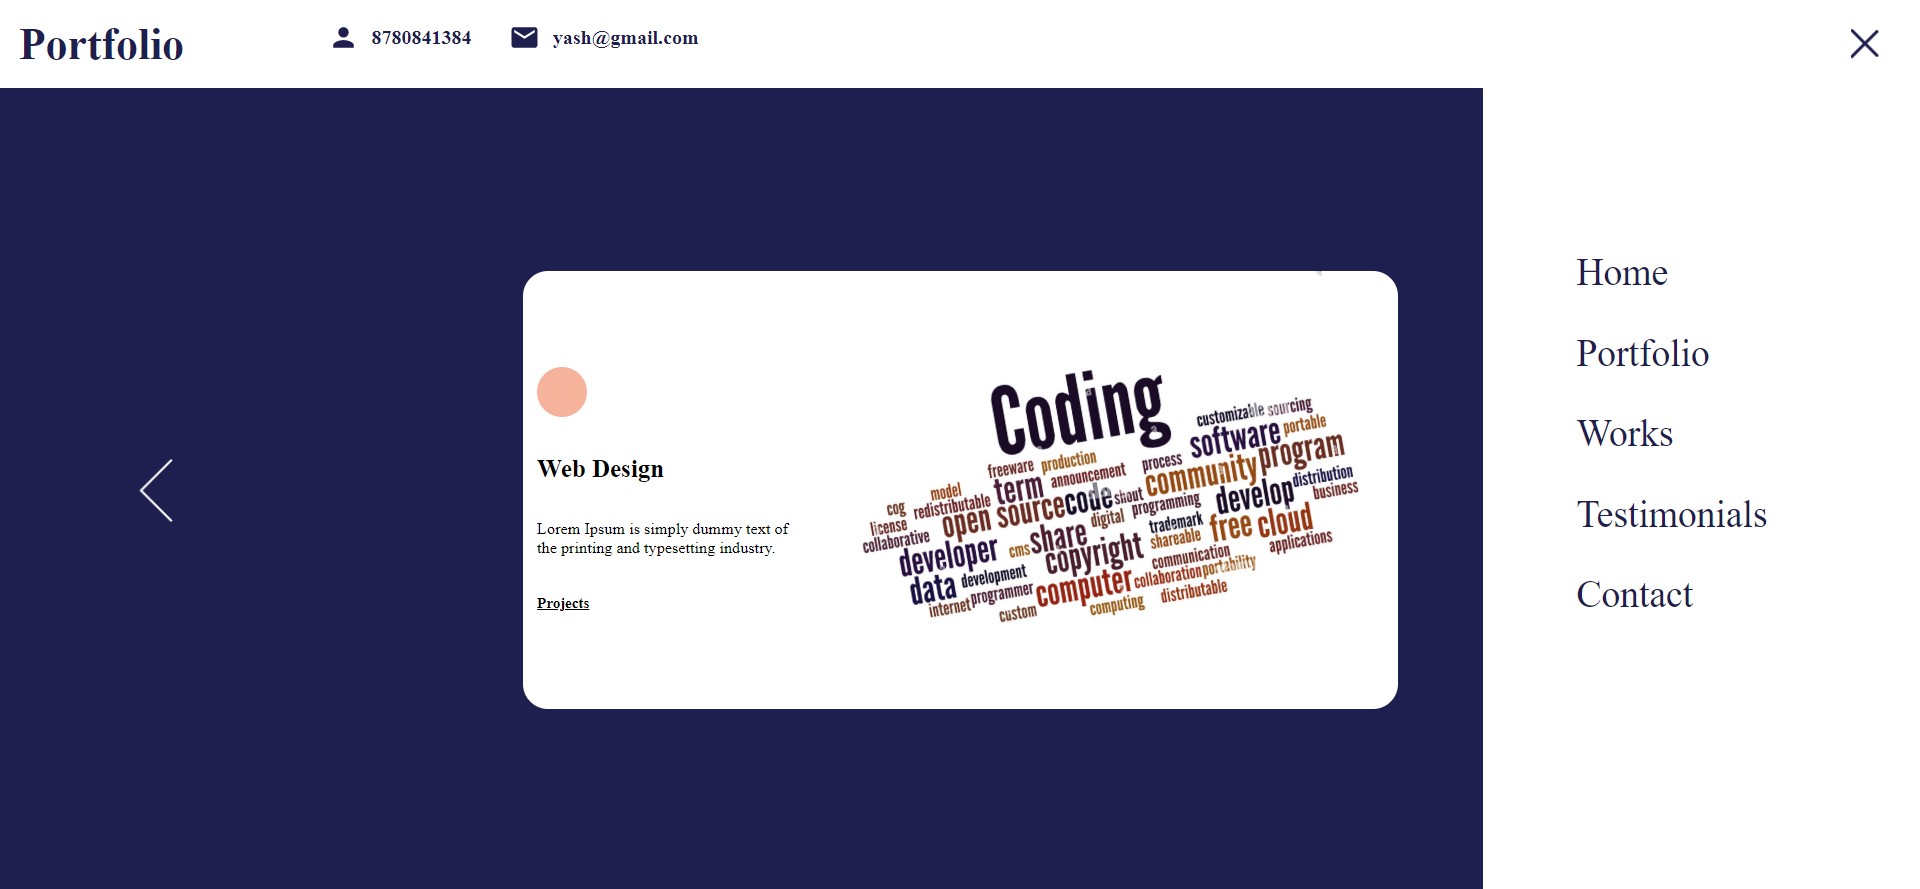 Portfolio
8780841384
yash@gmail.com
Home
Portfolio
Works
Testimonials
Contact
Web Design
Lorem Ipsum is simply dummy text of
the printing and typesetting industry.
Projects
Coding
customizable sourcing
software portable
freeware production
process
community program
model
term announcement
distribution
cog
redistributable
code shout
develop business
license
open source
digital programming
collaborative
share
trademark
free cloud
developer cms
copyright shareable
applications
data development
communication
internet programmer
computer collaboration portability
custom
computing distributable